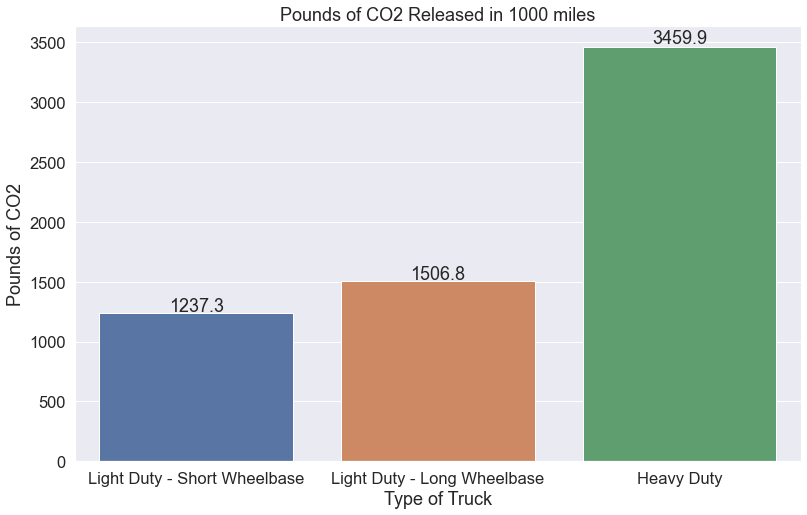 Pounds of CO2 Released in 1000 miles
3500
3000
2500
2000
1500
1000
500
0
Pounds of CO2
1237.3
1506.8
3459.9
Light Duty - Short Wheelbase
Light Duty - Long Wheelbase
Heavy Duty
Type of Truck